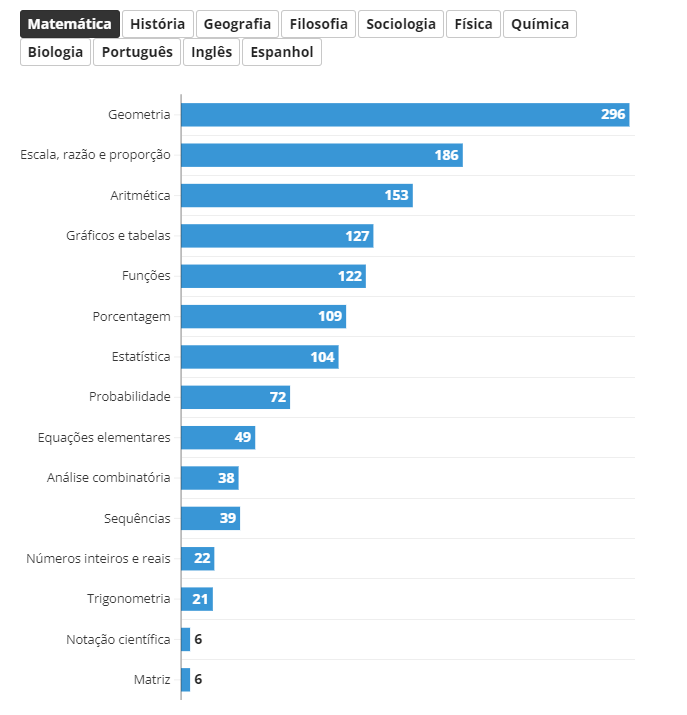 Matemática História Geografia Filosofia Sociologia Física Química
Biologia Português Inglês Espanhol
Geometria 296
Escala, razão e proporção 186
Aritmética 153
Gráficos e tabelas 127
Funções 122
Porcentagem 109
Estatística 104
Probabilidade 72
Equações elementares 49
Análise combinatória 38
Sequências 39
Números inteiros e reais 22
Trigonometria 21
Notação científica 6
Matriz 6